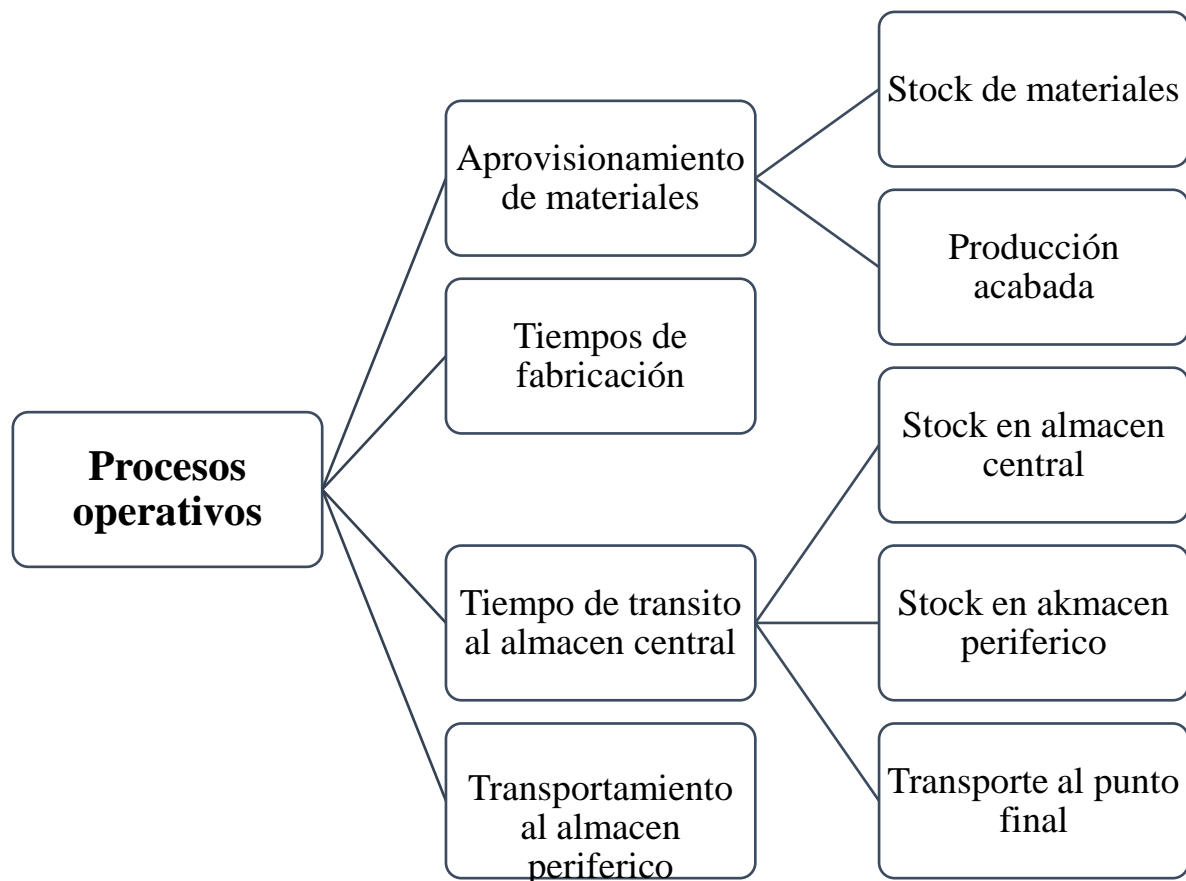 Procesos
operativos
Aprovisionamiento
de materiales
Stock de materiales
Producción
acabada
Tiempos de
fabricación
Tiempo de transito
al almacen central
Stock en almacen
central
Stock en akmacen
periferico
Transporte al punto
final
Transportamiento
al almacen
periferico